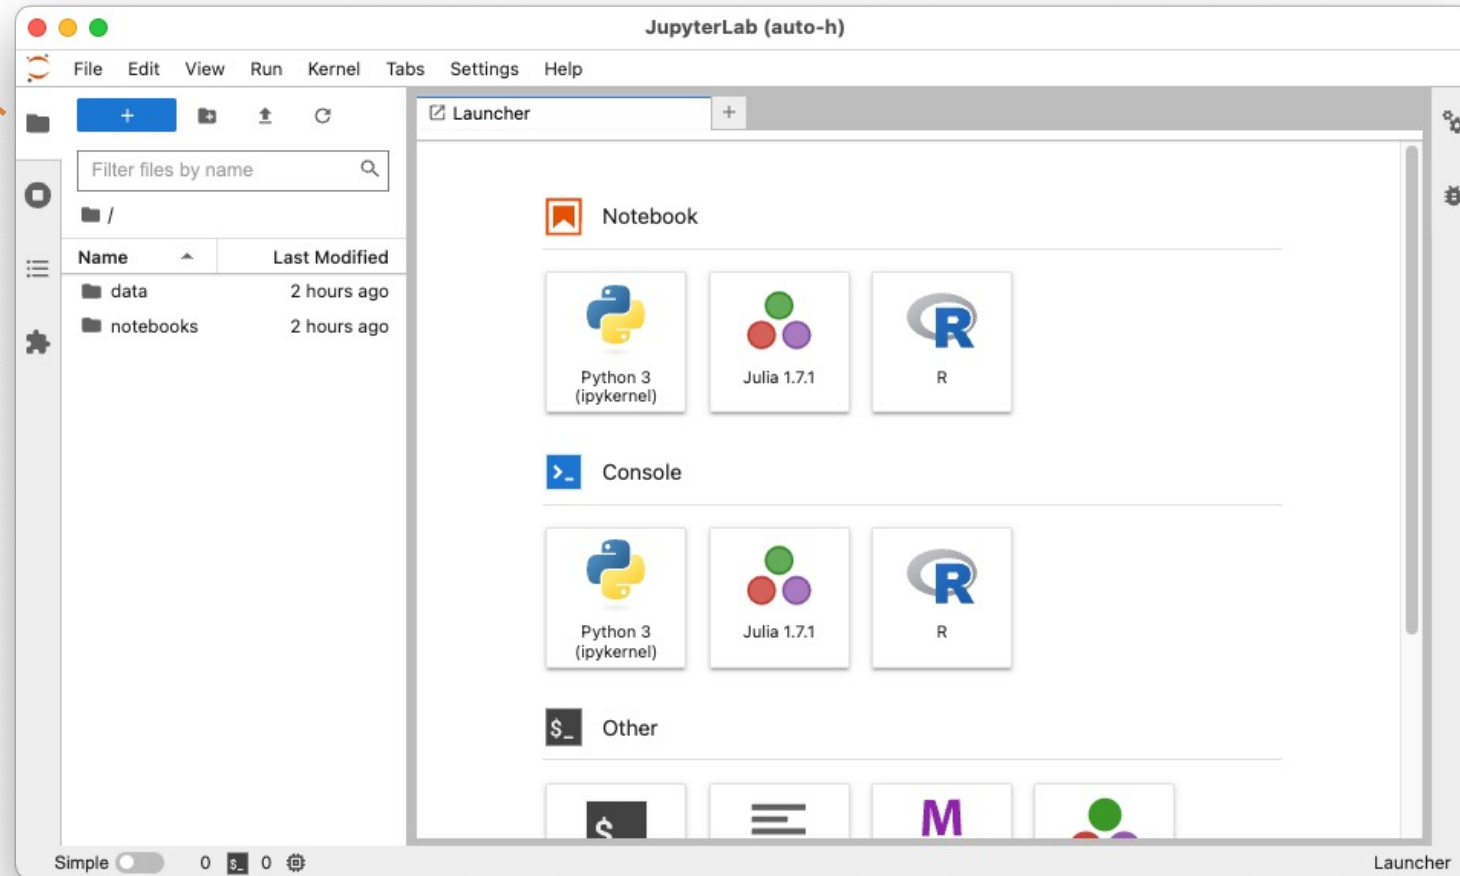 JupyterLab (auto-h)
File Edit View Run Kernel Tabs Settings Help
+
Launcher +
Filter files by name
/
Name Last Modified
data 2 hours ago
notebooks 2 hours ago
Notebook
Python 3 (ipykernel)
Julia 1.7.1
R
Console
>_
Python 3 (ipykernel)
Julia 1.7.1
R
$_ Other
$
M
Simple 0 $_ 0 Launcher